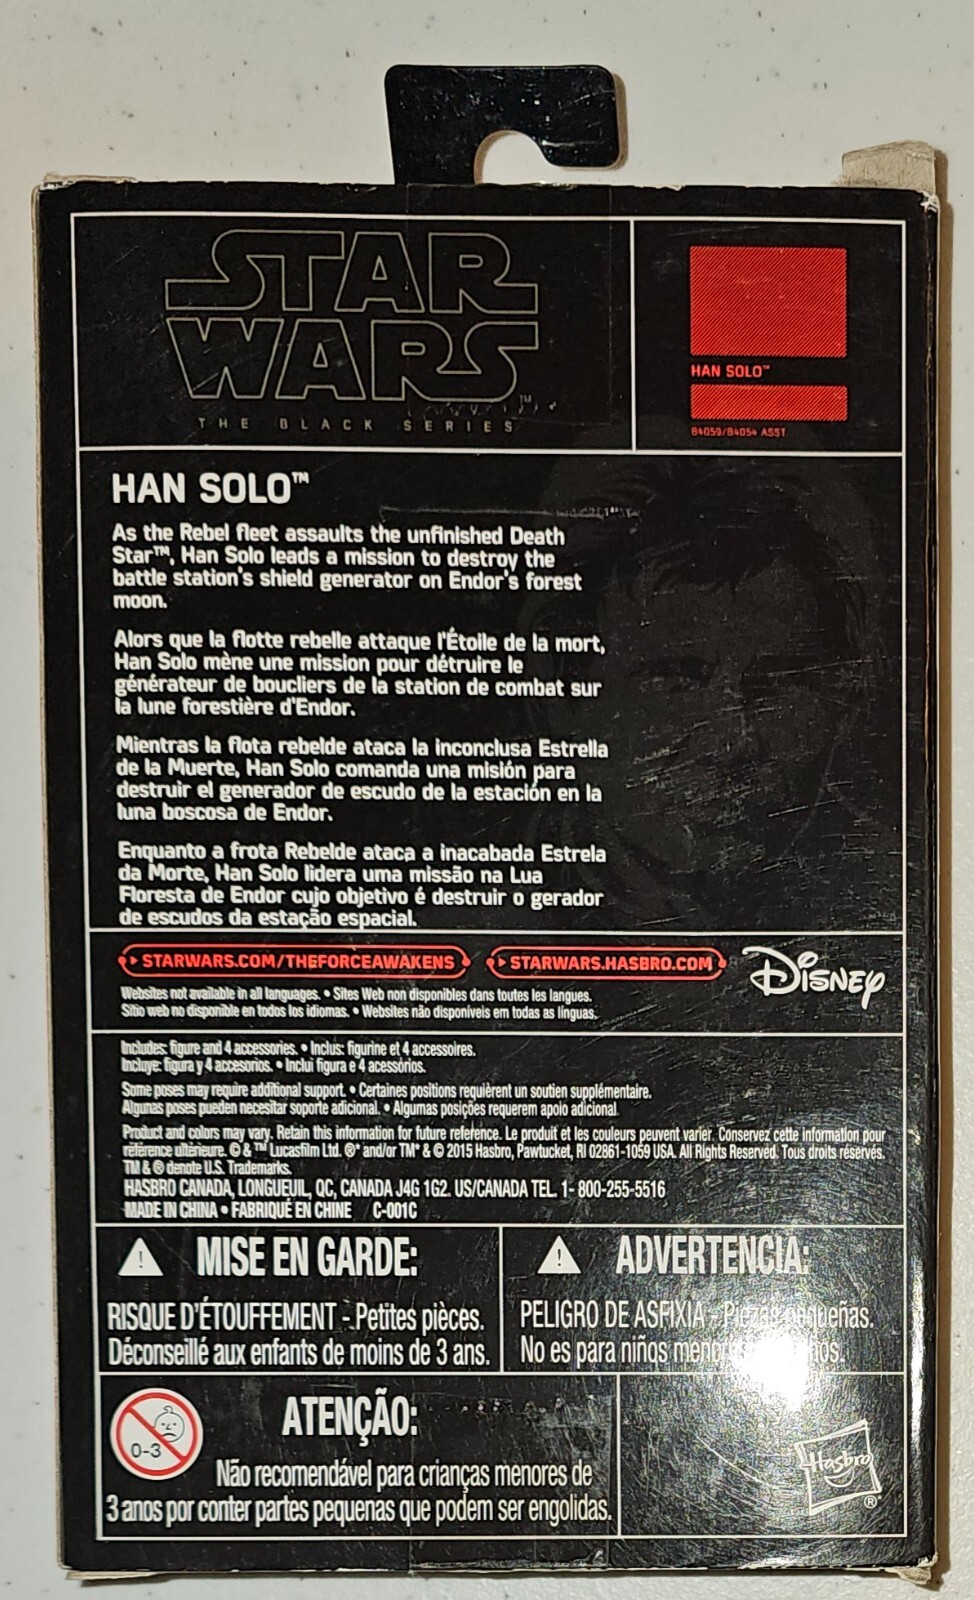 STAR
WARS™
THE BLACK SERIES
HAN SOLO™
B4059/B4054 ASST
HAN SOLO™
As the Rebel fleet assaults the unfinished Death
Star™, Han Solo leads a mission to destroy the
battle station's shield generator on Endor's forest
moon.
Alors que la flotte rebelle attaque l'Étoile de la mort,
Han Solo mène une mission pour détruire le
générateur de boucliers de la station de combat sur
la lune forestière d'Endor.
Mientras la flota rebelde ataca la inconclusa Estrella
de la Muerte, Han Solo comanda una misión para
destruir el generador de escudo de la estación en la
luna boscosa de Endor.
Enquanto a frota Rebelde ataca a inacabada Estrela
da Morte, Han Solo lidera uma missão na Lua
Floresta de Endor cujo objetivo é destruir o gerador
de escudos da estação espacial.
STARWARS.COM/THEFORCEAWAKENS
STARWARS.HASBRO.COM
Disney
Websites not available in all languages. • Sites Web non disponibles dans toutes les langues.
Sitio web no disponible en todos los idiomas. • Websites não disponíveis em todas as línguas.
Includes: figure and 4 accessories. • Inclus: figurine et 4 accessoires.
Incluye: figura y 4 accesorios. • Inclui figura e 4 acessórios.
Some poses may require additional support. • Certaines positions requièrent un soutien supplémentaire.
Algunas poses pueden necesitar soporte adicional. • Algumas posições requerem apoio adicional.
Product and colors may vary. Retain this information for future reference. Le produit et les couleurs peuvent varier. Conservez cette information pour
référence ultérieure. © & ™ Lucasfilm Ltd. ®* and/or TM* & © 2015 Hasbro, Pawtucket, RI 02861-1059 USA. All Rights Reserved. Tous droits réservés.
TM & ® denote U.S. Trademarks.
HASBRO CANADA, LONGUEUIL, QC, CANADA J4G 1G2. US/CANADA TEL. 1- 800-255-5516
MADE IN CHINA • FABRIQUÉ EN CHINE C-001C
MISE EN GARDE:
RISQUE D'ÉTOUFFEMENT - Petites pièces.
Déconseillé aux enfants de moins de 3 ans.
ADVERTENCIA:
PELIGRO DE ASFIXIA - Piezas pequeñas.
No es para niños
0-3
ATENÇÃO:
Não recomendável para crianças menores de
3 anos por conter partes pequenas que podem ser engolidas.
Hasbro®